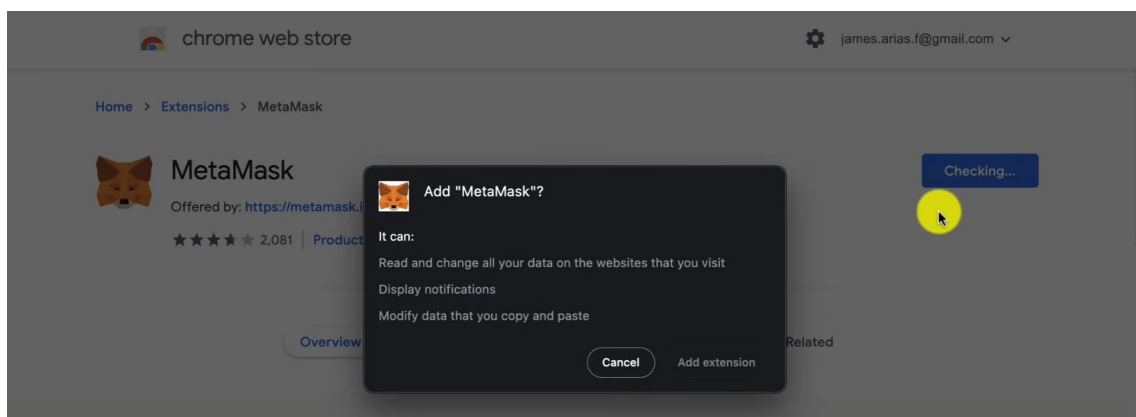 chrome web store
james.arias.f@gmail.com
Home > Extensions > MetaMask
MetaMask
Checking...
Offered by: https://metamask.i
2,081 Product
Add "MetaMask"?
It can:
Read and change all your data on the websites that you visit
Display notifications
Modify data that you copy and paste
Cancel Add extension
Overview
Related